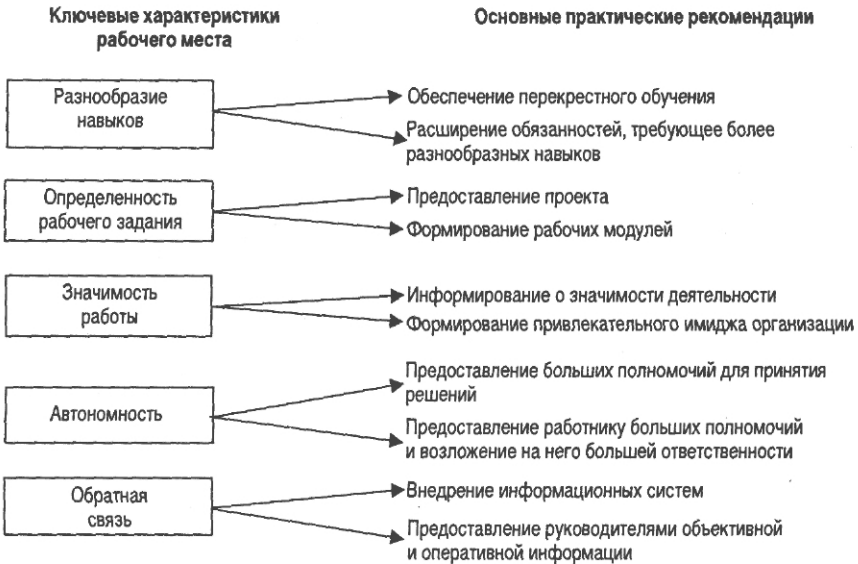 Ключевые характеристики
рабочего места
Основные практические рекомендации
Разнообразие
навыков
Обеспечение перекрестного обучения
Расширение обязанностей, требующее более
разнообразных навыков
Определенность
рабочего задания
Предоставление проекта
Формирование рабочих модулей
Значимость
работы
Информирование о значимости деятельности
Формирование привлекательного имиджа организации
Автономность
Предоставление больших полномочий для принятия
решений
Предоставление работнику больших полномочий
и возложение на него большей ответственности
Обратная
связь
Внедрение информационных систем
Предоставление руководителями объективной
и оперативной информации